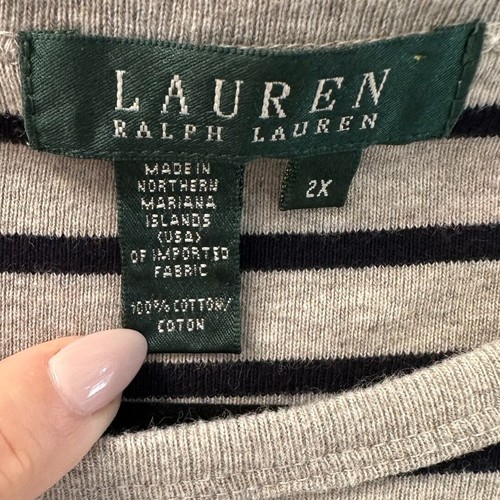 LAUREN
RALPH LAUREN
2X
MADE IN
NORTHERN
MARIANA
ISLANDS
(USA)
OF IMPORTED
FABRIC
100% COTTON/
COTON